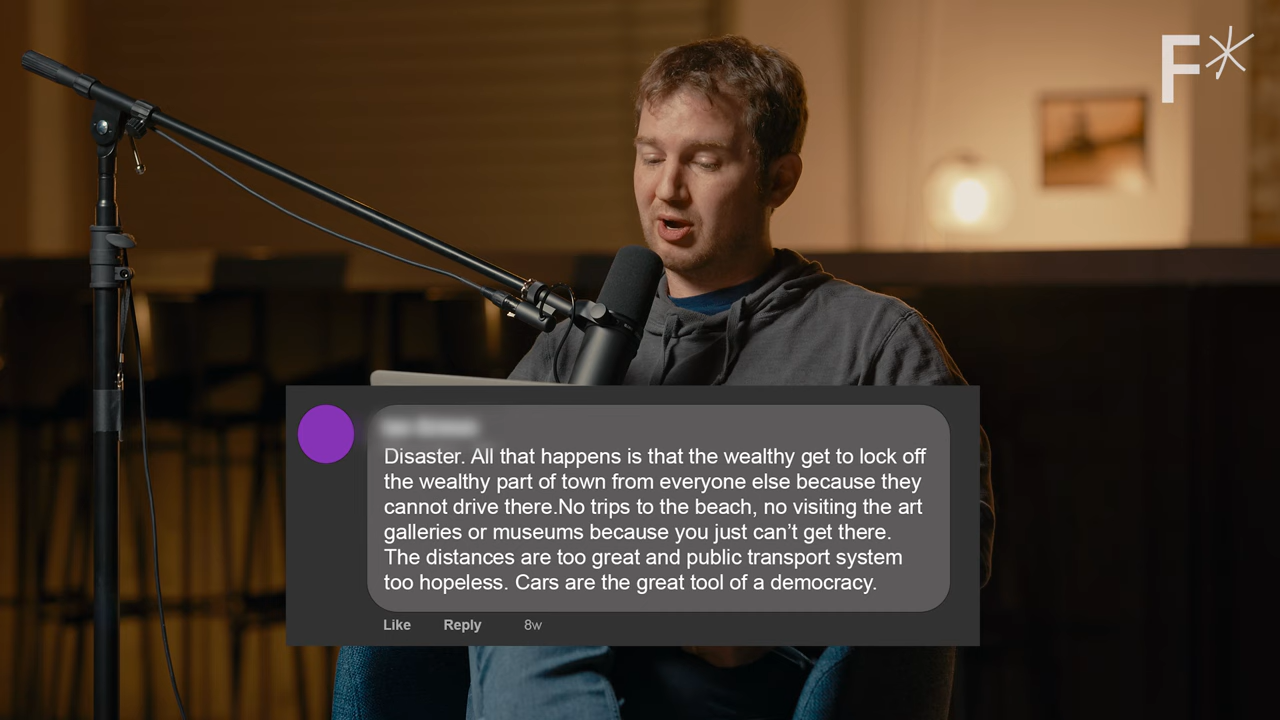 F*
Disaster. All that happens is that the wealthy get to lock off
the wealthy part of town from everyone else because they
cannot drive there.No trips to the beach, no visiting the art
galleries or museums because you just can’t get there.
The distances are too great and public transport system
too hopeless. Cars are the great tool of a democracy.
Like Reply 8w